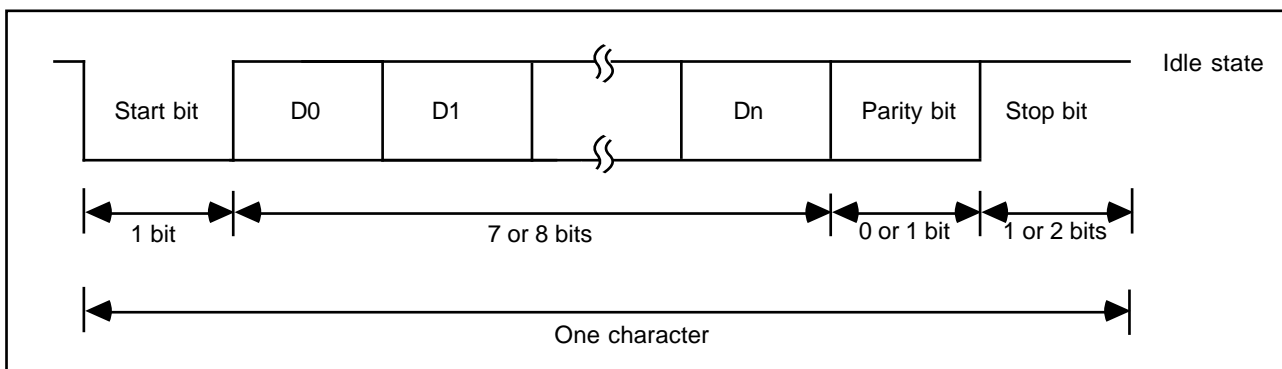 Idle state
Start bit D0 D1 Dn Parity bit Stop bit
1 bit 7 or 8 bits 0 or 1 bit 1 or 2 bits
One character